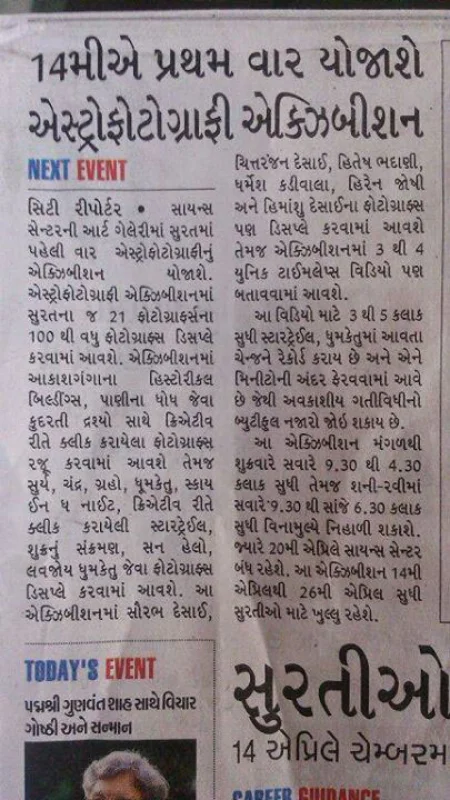 14મીએ પ્રથમ વાર યોજાશે
એસ્ટ્રોફોટોગ્રાફી એક્ઝિબીશન
NEXT EVENT
સિટી રીપોર્ટર • સાયન્સ
સેન્ટરની આર્ટ ગેલેરીમાં સુરતમાં
પહેલી વાર એસ્ટ્રોફોટોગ્રાફીનું
એક્ઝિબીશન યોજાશે.
એસ્ટ્રોફોટોગ્રાફી એક્ઝિબીશનમાં
સુરતના જ 21 ફોટોગ્રાફર્સના
100 થી વધુ ફોટોગ્રાફ્સ ડિસપ્લે
કરવામાં આવશે. એક્ઝિબીશનમાં
આકાશગંગાના હિસ્ટોરીકલ
બિલ્ડીંગ્સ, પાણીના ધોધ જેવા
કુદરતી દ્રશ્યો સાથે ક્રિએટીવ
રીતે ક્લીક કરાયેલા ફોટોગ્રાફ્સ
રજૂ કરવામાં આવશે તેમજ
સુર્ય, ચંદ્ર, ગ્રહો, ધૂમકેતુ, સ્કાય
ઈન ધ નાઈટ, ક્રિએટીવ રીતે
ક્લીક કરાયેલી સ્ટારટ્રેઈલ,
શુક્રનું સંક્રમણ, સન હેલો,
લવજોય ધુમકેતુ જેવા ફોટોગ્રાફ્સ
ડિસપ્લે કરવામાં આવશે. આ
એક્ઝિબીશનમાં સૌરભ દેસાઈ,
ચિત્તરંજન દેસાઈ, હિતેષ ભદાણી,
ધર્મેશ કડીવાલા, હિરેન જોષી
અને હિમાંશુ દેસાઈના ફોટોગ્રાફ્સ
પણ ડિસપ્લે કરવામાં આવશે
તેમજ એક્ઝિબીશનમાં 3 થી 4
યુનિક ટાઈમલેપ્સ વિડિયો પણ
બતાવવામાં આવશે.
આ વિડિયો માટે 3 થી 5 કલાક
સુધી સ્ટારટ્રેઈલ, ધુમકેતુમાં આવતા
ચેન્જને રેકોર્ડ કરાય છે અને એને
મિનીટોની અંદર ફેરવવામાં આવે
છે જેથી અવકાશીય ગતીવિધીનો
બ્યુટીફુલ નજારો જોઈ શકાય છે.
આ એક્ઝિબીશન મંગળથી
શુક્રવારે સવારે 9.30 થી 4.30
કલાક સુધી તેમજ શની-રવીમાં
સવારે 9.30 થી સાંજે 6.30 કલાક
સુધી વિનામુલ્યે નિહાળી શકાશે.
જ્યારે 20મી એપ્રિલે સાયન્સ સેન્ટર
બંધ રહેશે. આ એક્ઝિબીશન 14મી
એપ્રિલથી 26મી એપ્રિલ સુધી
સુરતીઓ માટે ખુલ્લુ રહેશે.
TODAY'S EVENT
પદ્મશ્રી ગુણવંત શાહ સાથે વિચાર
ગોષ્ઠી અને સન્માન
સુરતીઓ
14 એપ્રિલે ચેમ્બરમ
CAREER GUIDANCE